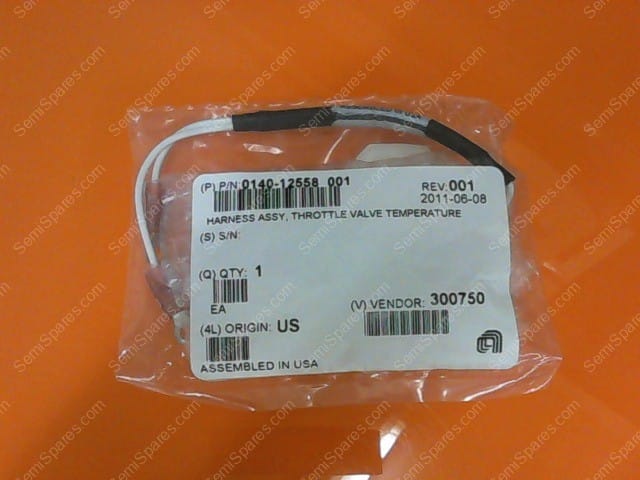 (P) P/N:0140-12558 001
REV:001
2011-06-08
HARNESS ASSY, THROTTLE VALVE TEMPERATURE
(S) S/N:
(Q) QTY: 1
EA
(V) VENDOR: 300750
(4L) ORIGIN: US
ASSEMBLED IN USA
SemiSpares.com